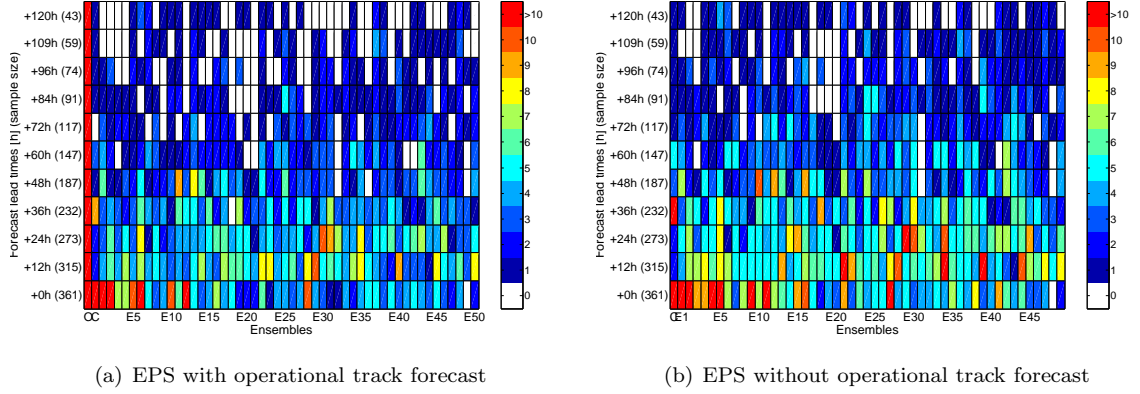 +120h (43)
+109h (59)
+96h (74)
+84h (91)
+72h (117)
+60h (147)
+48h (187)
+36h (232)
+24h (273)
+12h (315)
+0h (361)
Forecast lead times [h] (sample size)
OC E5 E10 E15 E20 E25 E30 E35 E40 E45 E50
Ensembles
>10
10
9
8
7
6
5
4
3
2
1
0
(a) EPS with operational track forecast
+120h (43)
+109h (59)
+96h (74)
+84h (91)
+72h (117)
+60h (147)
+48h (187)
+36h (232)
+24h (273)
+12h (315)
+0h (361)
Forecast lead times [h] (sample size)
CE1 E5 E10 E15 E20 E25 E30 E35 E40 E45
Ensembles
>10
10
9
8
7
6
5
4
3
2
1
0
(b) EPS without operational track forecast